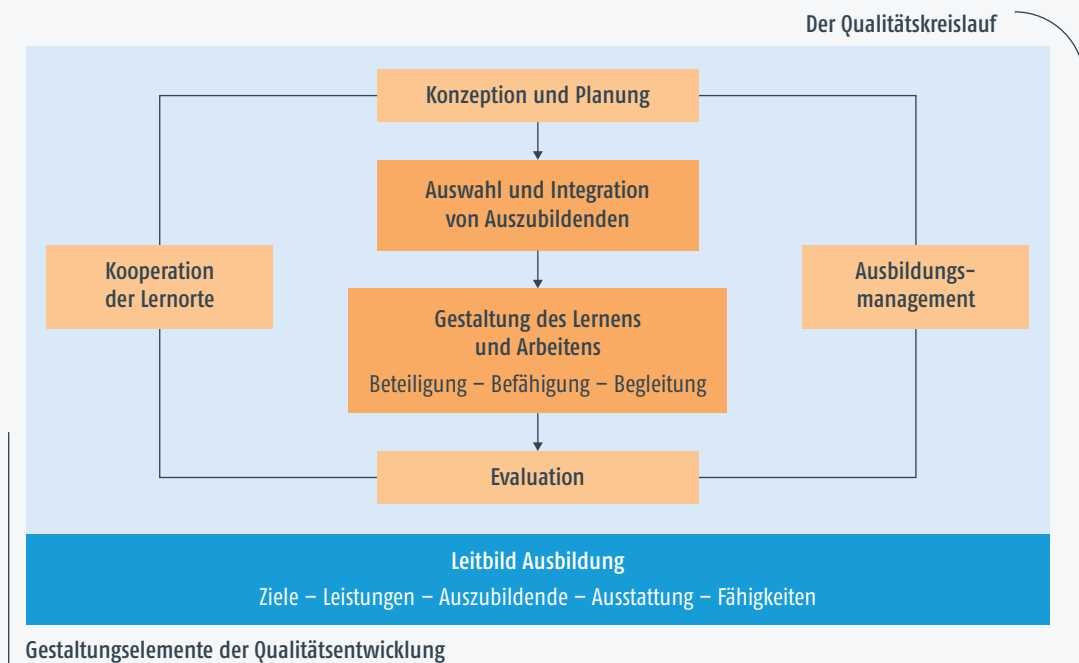 Der Qualitätskreislauf
Konzeption und Planung
Auswahl und Integration
von Auszubildenden
Kooperation
der Lernorte
Ausbildungs-
management
Gestaltung des Lernens
und Arbeitens
Beteiligung – Befähigung – Begleitung
Evaluation
Leitbild Ausbildung
Ziele – Leistungen – Auszubildende – Ausstattung – Fähigkeiten
Gestaltungselemente der Qualitätsentwicklung